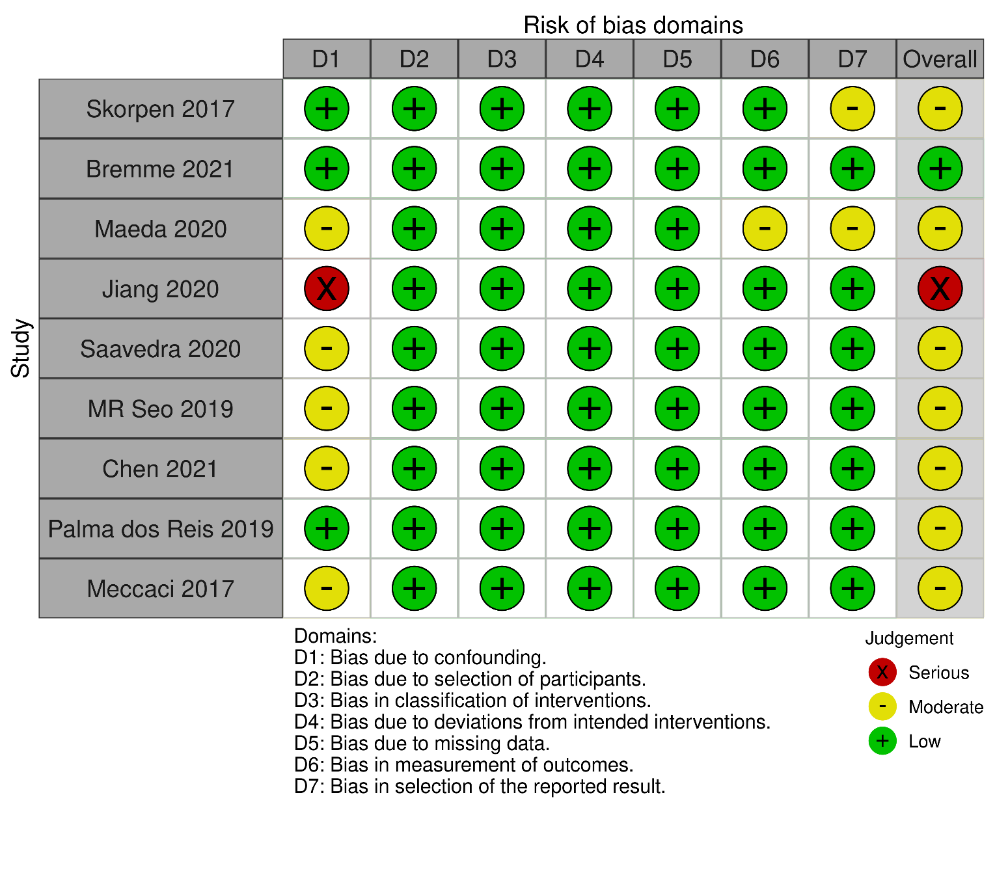 Risk of bias domains
D1 D2 D3 D4 D5 D6 D7 Overall
Study
Skorpen 2017 + + + + + + - -
Bremme 2021 + + + + + + + +
Maeda 2020 - + + + + - - -
Jiang 2020 X + + + + + + X
Saavedra 2020 - + + + + + + -
MR Seo 2019 - + + + + + + -
Chen 2021 - + + + + + + -
Palma dos Reis 2019 + + + + + + + -
Meccaci 2017 - + + + + + + -
Domains:
D1: Bias due to confounding.
D2: Bias due to selection of participants.
D3: Bias in classification of interventions.
D4: Bias due to deviations from intended interventions.
D5: Bias due to missing data.
D6: Bias in measurement of outcomes.
D7: Bias in selection of the reported result.
Judgement
X Serious
- Moderate
+ Low